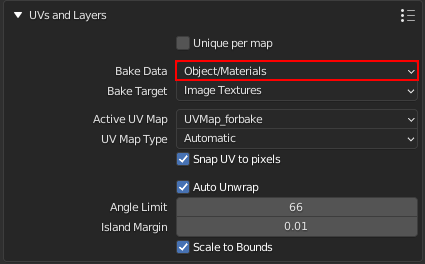 UVs and Layers
Unique per map
Bake Data Object/Materials
Bake Target Image Textures
Active UV Map UVMap_forbake
UV Map Type Automatic
Snap UV to pixels
Auto Unwrap
Angle Limit 66
Island Margin 0.01
Scale to Bounds